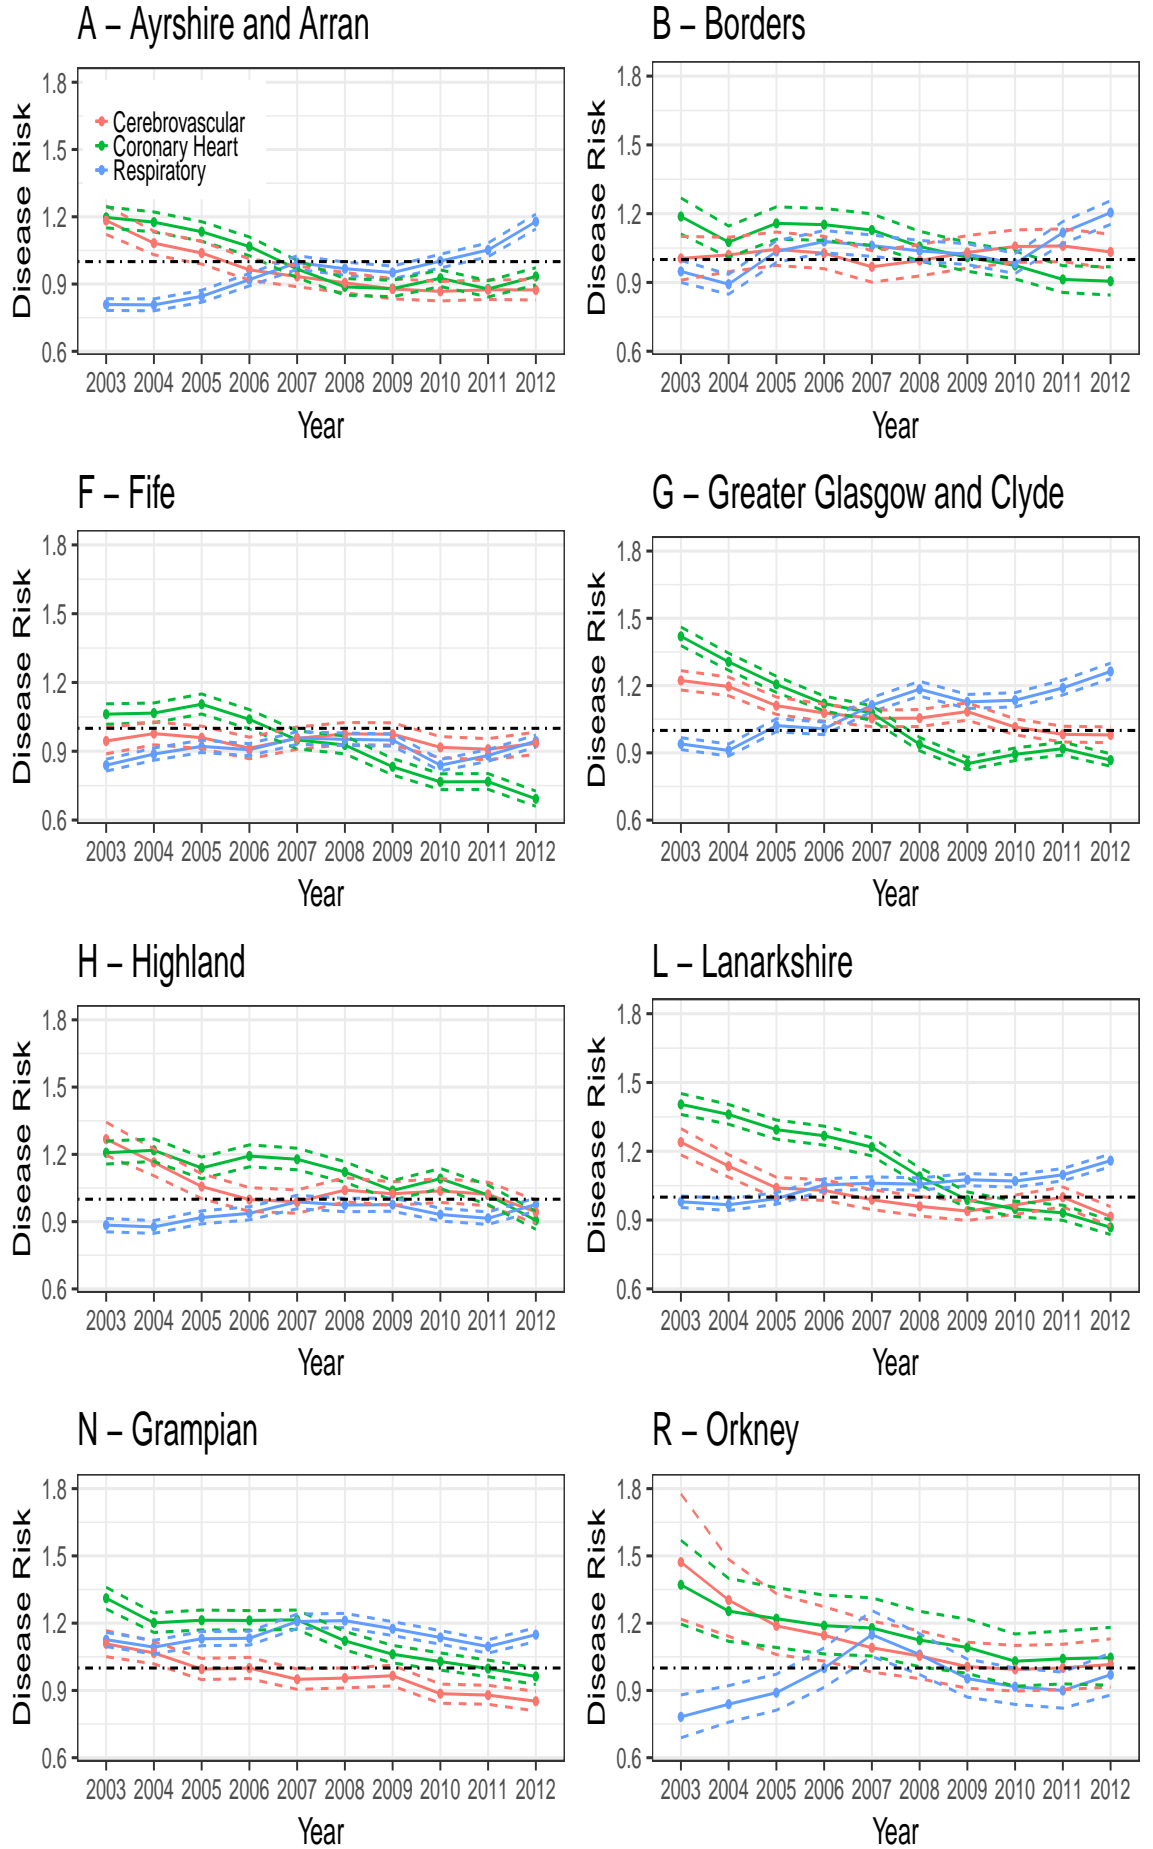 A – Ayrshire and Arran
Disease Risk
1.8
1.5
1.2
0.9
0.6
Cerebrovascular
Coronary Heart
Respiratory
2003 2004 2005 2006 2007 2008 2009 2010 2011 2012
Year
B – Borders
Disease Risk
1.8
1.5
1.2
0.9
0.6
2003 2004 2005 2006 2007 2008 2009 2010 2011 2012
Year
F – Fife
Disease Risk
1.8
1.5
1.2
0.9
0.6
2003 2004 2005 2006 2007 2008 2009 2010 2011 2012
Year
G – Greater Glasgow and Clyde
Disease Risk
1.8
1.5
1.2
0.9
0.6
2003 2004 2005 2006 2007 2008 2009 2010 2011 2012
Year
H – Highland
Disease Risk
1.8
1.5
1.2
0.9
0.6
2003 2004 2005 2006 2007 2008 2009 2010 2011 2012
Year
L – Lanarkshire
Disease Risk
1.8
1.5
1.2
0.9
0.6
2003 2004 2005 2006 2007 2008 2009 2010 2011 2012
Year
N – Grampian
Disease Risk
1.8
1.5
1.2
0.9
0.6
2003 2004 2005 2006 2007 2008 2009 2010 2011 2012
Year
R – Orkney
Disease Risk
1.8
1.5
1.2
0.9
0.6
2003 2004 2005 2006 2007 2008 2009 2010 2011 2012
Year